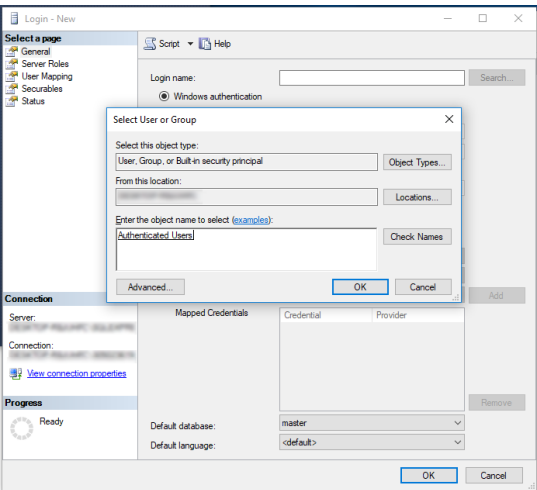 Login - New
Select a page
General
Server Roles
User Mapping
Securables
Status
Script
Help
Login name:
Search...
Windows authentication
Select User or Group
Select this object type:
User, Group, or Built-in security principal
Object Types...
From this location:
Locations...
Enter the object name to select (examples):
Authenticated Users
Check Names
Advanced...
OK
Cancel
Add
Connection
Server:
Connection:
View connection properties
Progress
Ready
Mapped Credentials
Credential
Provider
Remove
Default database:
master
Default language:
<default>
OK
Cancel